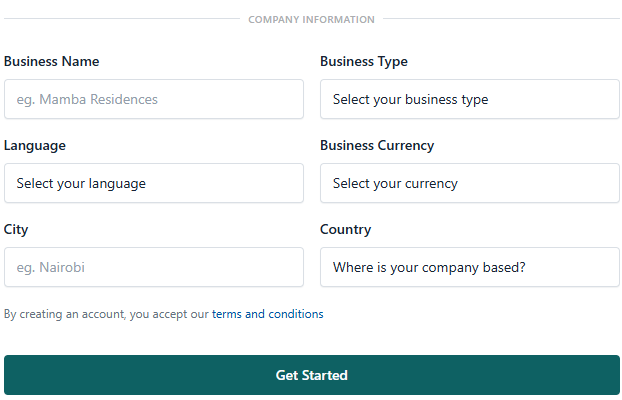 COMPANY INFORMATION
Business Name Business Type
eg. Mamba Residences Select your business type
Language Business Currency
Select your language Select your currency
City Country
eg. Nairobi Where is your company based?
By creating an account, you accept our terms and conditions
Get Started